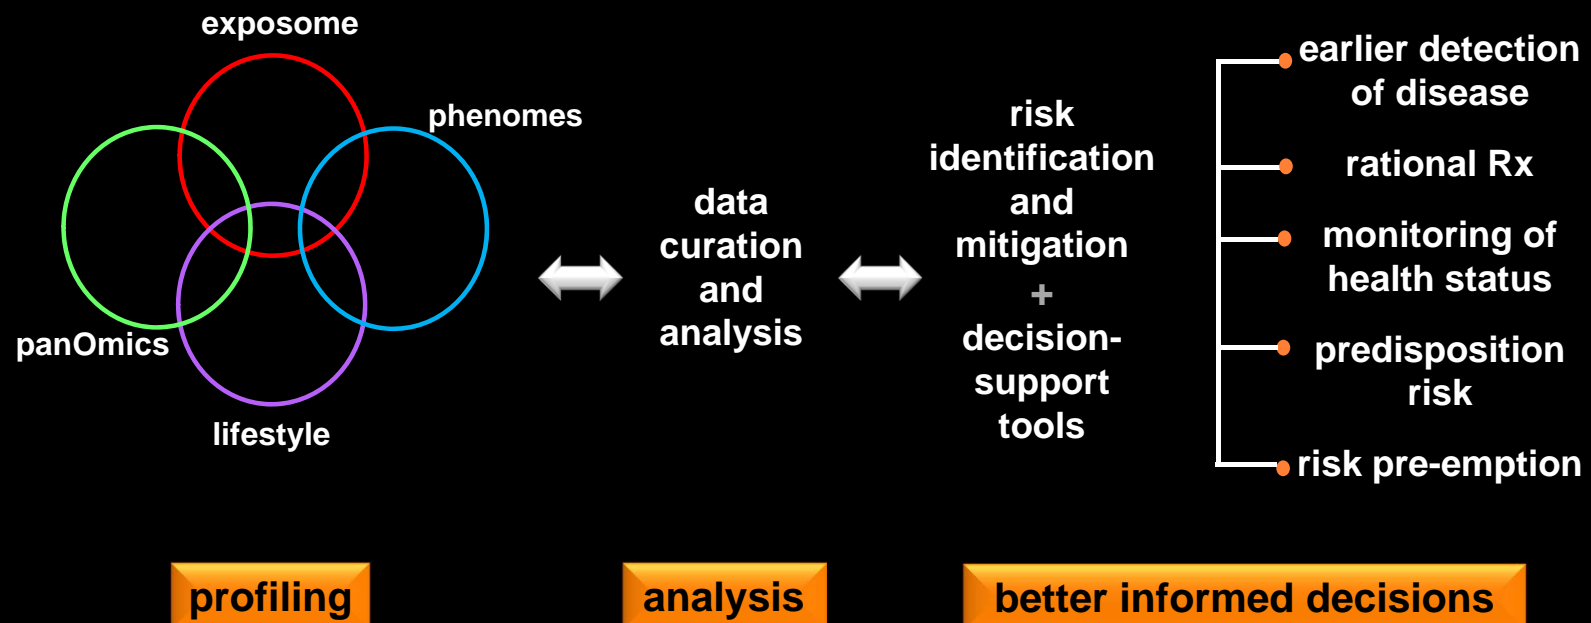 exposome
phenomes
panOmics
lifestyle
data
curation
and
analysis
risk
identification
and
mitigation
+
decision-
support
tools
earlier detection
of disease
rational Rx
monitoring of
health status
predisposition
risk
risk pre-emption
profiling
analysis
better informed decisions